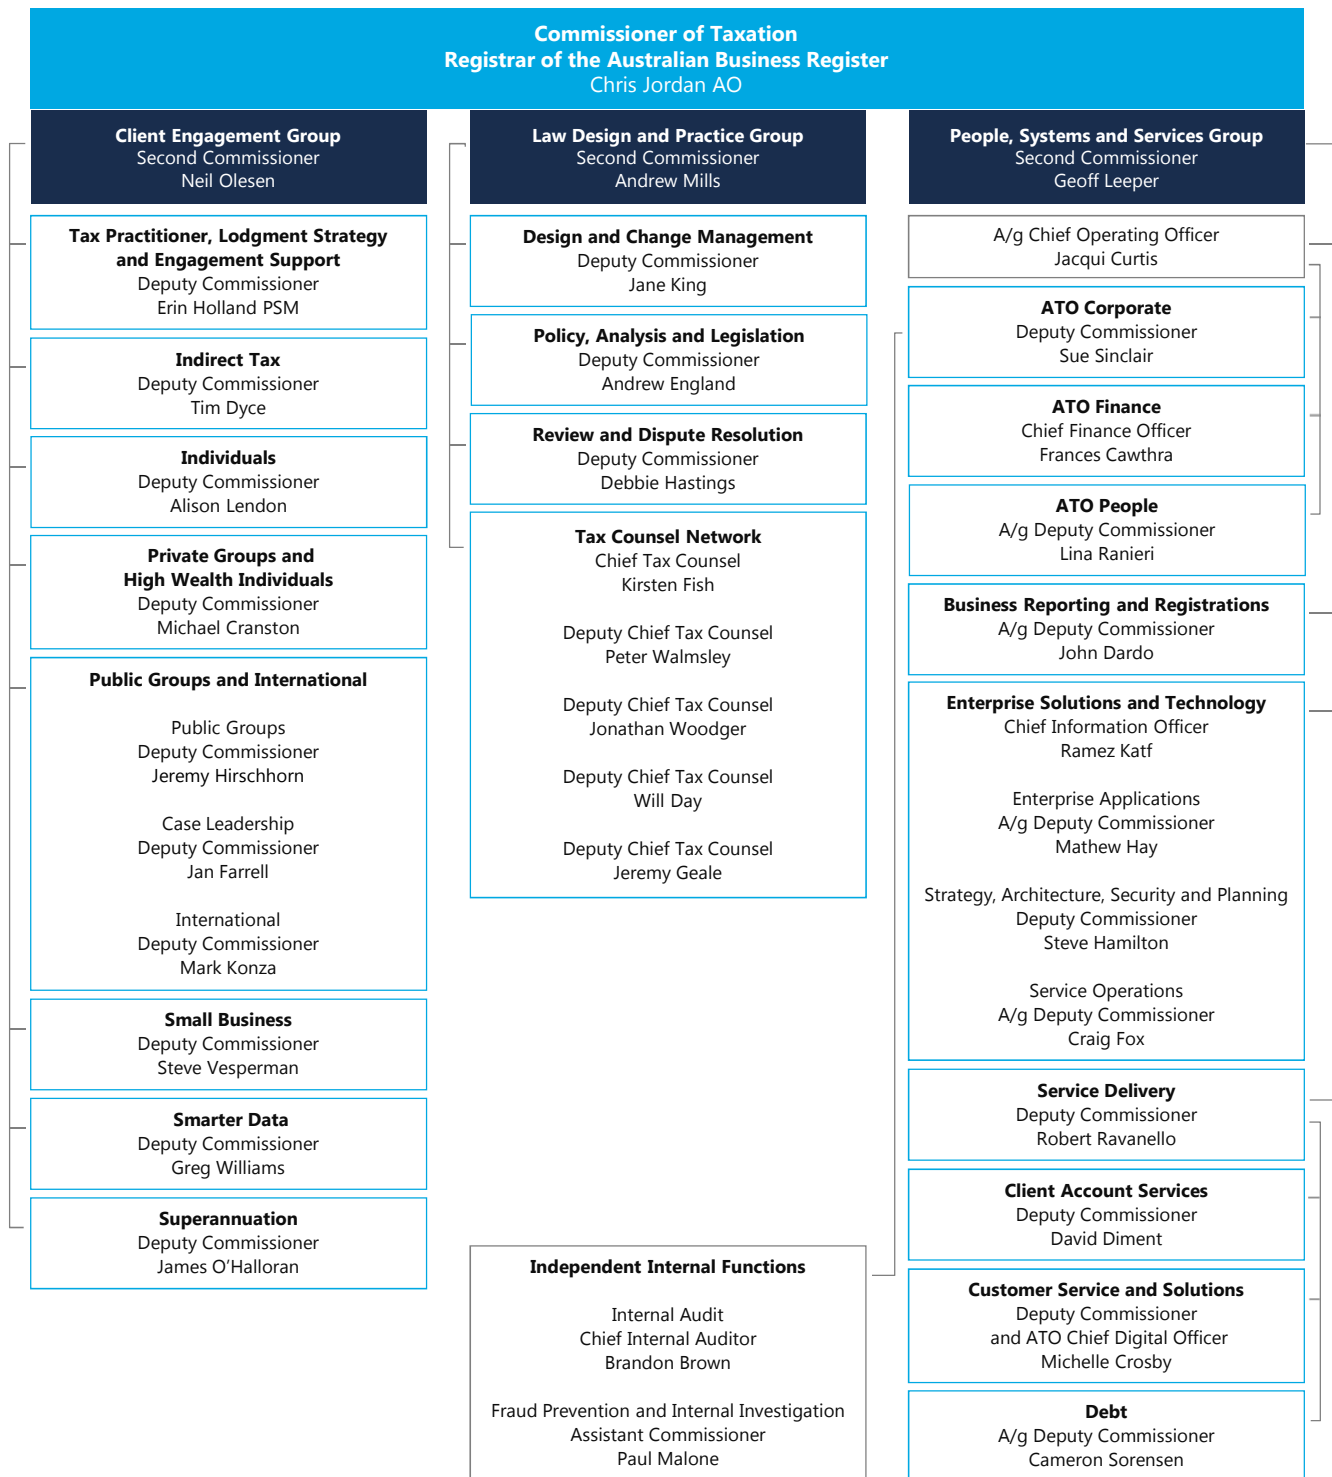 Commissioner of Taxation
Registrar of the Australian Business Register
Chris Jordan AO
Client Engagement Group
Second Commissioner
Neil Olesen
Tax Practitioner, Lodgment Strategy
and Engagement Support
Deputy Commissioner
Erin Holland PSM
Indirect Tax
Deputy Commissioner
Tim Dyce
Individuals
Deputy Commissioner
Alison Lendon
Private Groups and
High Wealth Individuals
Deputy Commissioner
Michael Cranston
Public Groups and International
Public Groups
Deputy Commissioner
Jeremy Hirschhorn
Case Leadership
Deputy Commissioner
Jan Farrell
International
Deputy Commissioner
Mark Konza
Small Business
Deputy Commissioner
Steve Vesperman
Smarter Data
Deputy Commissioner
Greg Williams
Superannuation
Deputy Commissioner
James O’Halloran
Law Design and Practice Group
Second Commissioner
Andrew Mills
Design and Change Management
Deputy Commissioner
Jane King
Policy, Analysis and Legislation
Deputy Commissioner
Andrew England
Review and Dispute Resolution
Deputy Commissioner
Debbie Hastings
Tax Counsel Network
Chief Tax Counsel
Kirsten Fish
Deputy Chief Tax Counsel
Peter Walmsley
Deputy Chief Tax Counsel
Jonathan Woodger
Deputy Chief Tax Counsel
Will Day
Deputy Chief Tax Counsel
Jeremy Geale
Independent Internal Functions
Internal Audit
Chief Internal Auditor
Brandon Brown
Fraud Prevention and Internal Investigation
Assistant Commissioner
Paul Malone
People, Systems and Services Group
Second Commissioner
Geoff Leeper
A/g Chief Operating Officer
Jacqui Curtis
ATO Corporate
Deputy Commissioner
Sue Sinclair
ATO Finance
Chief Finance Officer
Frances Cawthra
ATO People
A/g Deputy Commissioner
Lina Ranieri
Business Reporting and Registrations
A/g Deputy Commissioner
John Dardo
Enterprise Solutions and Technology
Chief Information Officer
Ramez Katf
Enterprise Applications
A/g Deputy Commissioner
Mathew Hay
Strategy, Architecture, Security and Planning
Deputy Commissioner
Steve Hamilton
Service Operations
A/g Deputy Commissioner
Craig Fox
Service Delivery
Deputy Commissioner
Robert Ravanello
Client Account Services
Deputy Commissioner
David Diment
Customer Service and Solutions
Deputy Commissioner
and ATO Chief Digital Officer
Michelle Crosby
Debt
A/g Deputy Commissioner
Cameron Sorensen